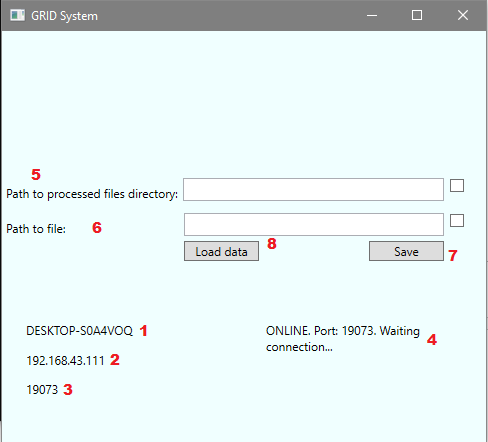 GRID System
5
Path to processed files directory:
Path to file: 6
Load data 8 Save 7
DESKTOP-S0A4VOQ 1
ONLINE. Port: 19073. Waiting
connection... 4
192.168.43.111 2
19073 3